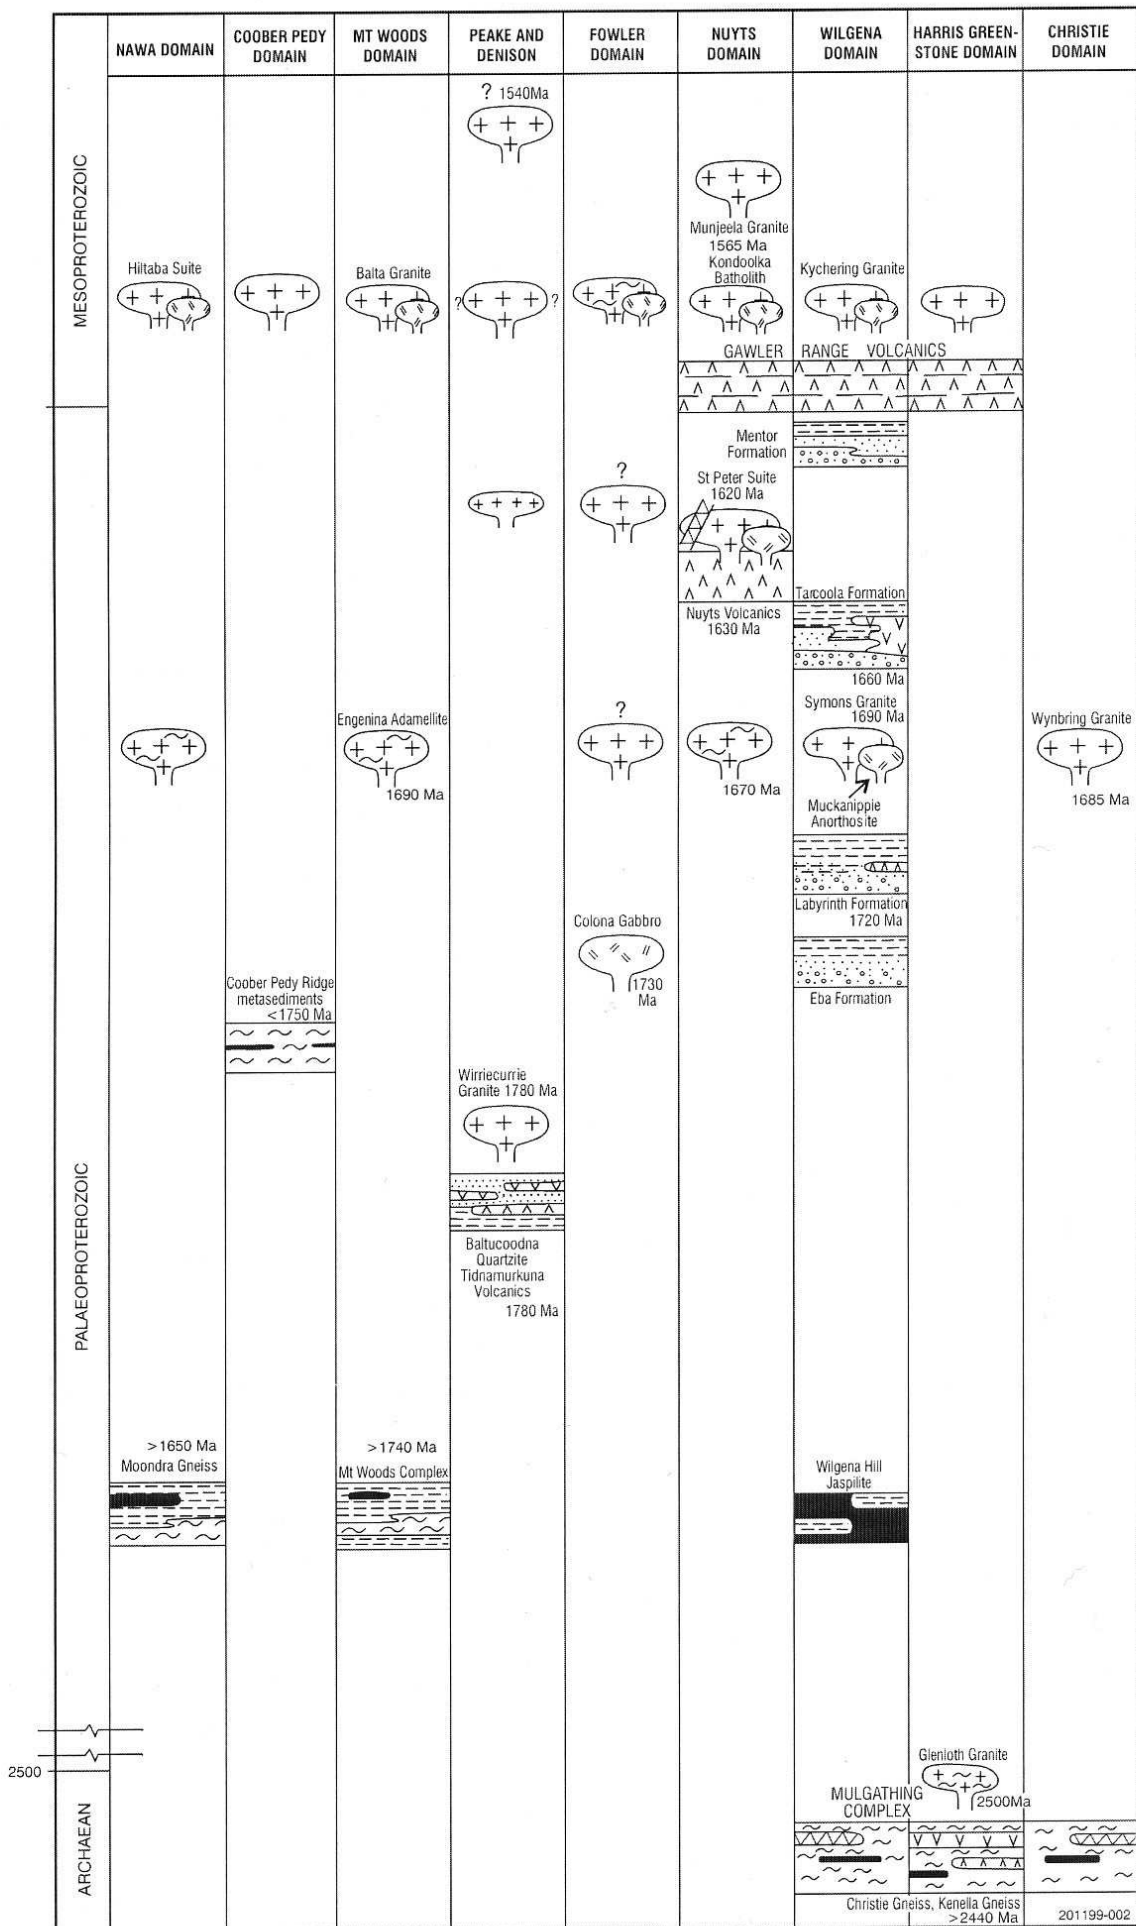 NAWA DOMAIN
COOBER PEDY
DOMAIN
MT WOODS
DOMAIN
PEAKE AND
DENISON
FOWLER
DOMAIN
NUYTS
DOMAIN
WILGENA
DOMAIN
HARRIS GREEN-
STONE DOMAIN
CHRISTIE
DOMAIN
MESOPROTEROZOIC
? 1540Ma
Munjeela Granite
1565 Ma
Kondoolka
Batholith
Hiltaba Suite
Balta Granite
? ?
Kychering Granite
GAWLER RANGE VOLCANICS
Mentor
Formation
?
St Peter Suite
1620 Ma
Tarcoola Formation
Nuyts Volcanics
1630 Ma
1660 Ma
Engenina Adamellite
1690 Ma
?
1670 Ma
Symons Granite
1690 Ma
Muckanippie
Anorthosite
Wynbring Granite
1685 Ma
Labyrinth Formation
1720 Ma
Colona Gabbro
1730
Ma
Eba Formation
Coober Pedy Ridge
metasediments
<1750 Ma
Wirriecurrie
Granite 1780 Ma
PALAEOPROTEROZOIC
Baltucoodna
Quartzite
Tidnamurkuna
Volcanics
1780 Ma
>1650 Ma
Moondra Gneiss
>1740 Ma
Mt Woods Complex
Wilgena Hill
Jaspilite
2500
ARCHAEAN
Glenloth Granite
2500Ma
MULGATHING
COMPLEX
Christie Gneiss, Kenella Gneiss
>2440 Ma
201199-002